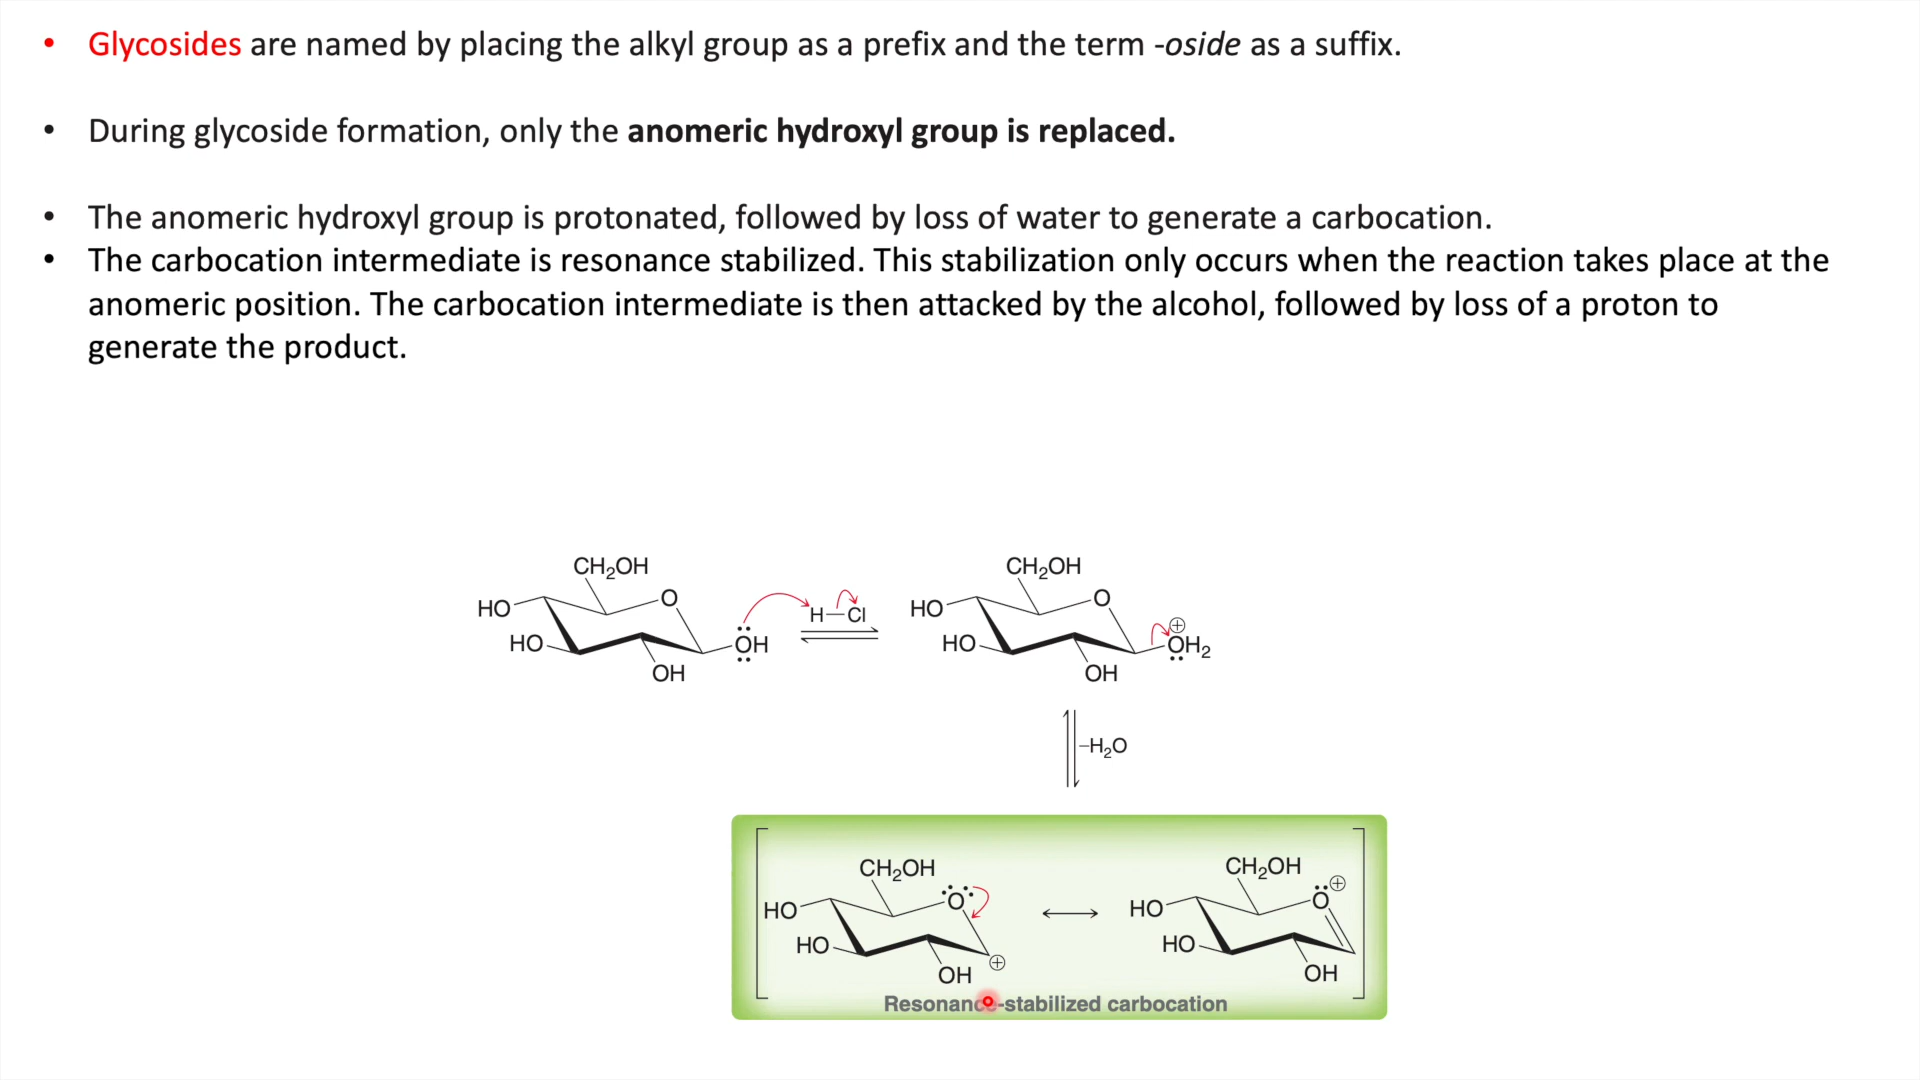 • Glycosides are named by placing the alkyl group as a prefix and the term -oside as a suffix.
• During glycoside formation, only the anomeric hydroxyl group is replaced.
• The anomeric hydroxyl group is protonated, followed by loss of water to generate a carbocation.
• The carbocation intermediate is resonance stabilized. This stabilization only occurs when the reaction takes place at the
anomeric position. The carbocation intermediate is then attacked by the alcohol, followed by loss of a proton to
generate the product.
CH₂OH
O
HO
HO
OH
OH
H–Cl
CH₂OH
O
HO
HO
OH
⊕
OH₂
–H₂O
CH₂OH
O
HO
HO
OH
⊕
CH₂OH
O
⊕
HO
HO
OH
Resonance-stabilized carbocation